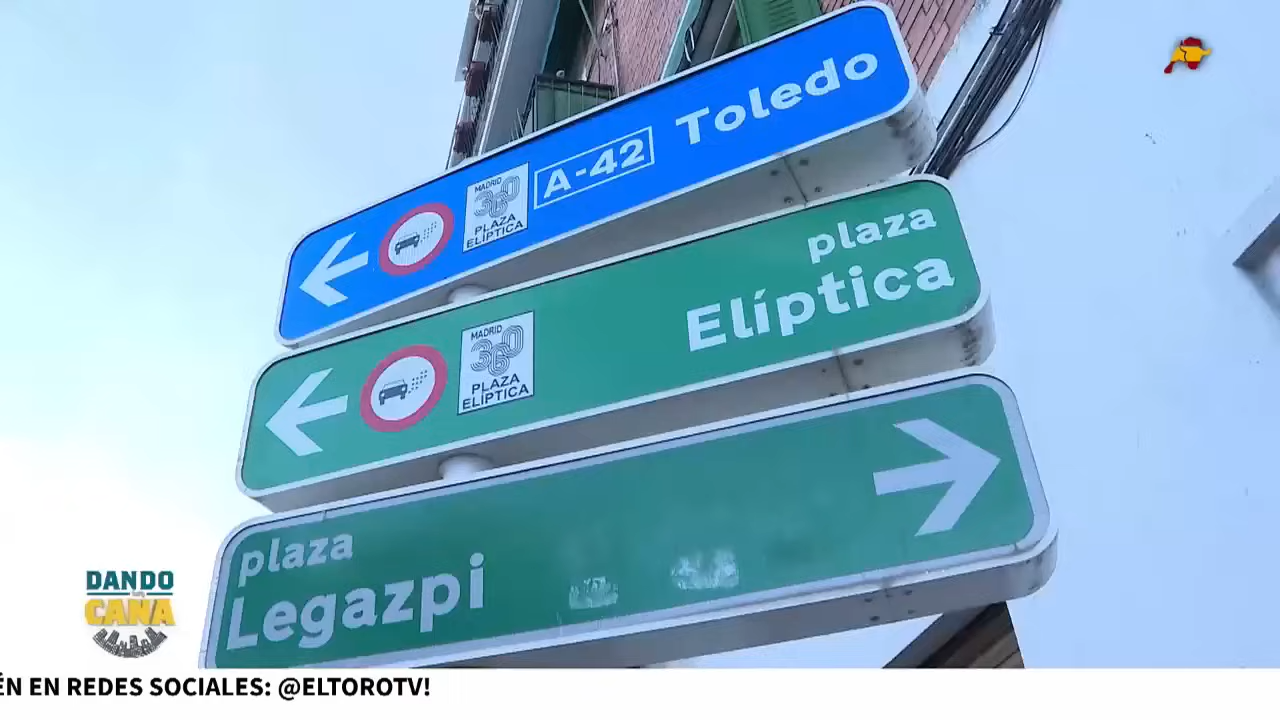 A-42 Toledo
MADRID
360
PLAZA
ELÍPTICA
plaza
Elíptica
MADRID
360
PLAZA
ELÍPTICA
plaza
Legazpi
DANDO
CAÑA
ÉN EN REDES SOCIALES: @ELTOROTV!